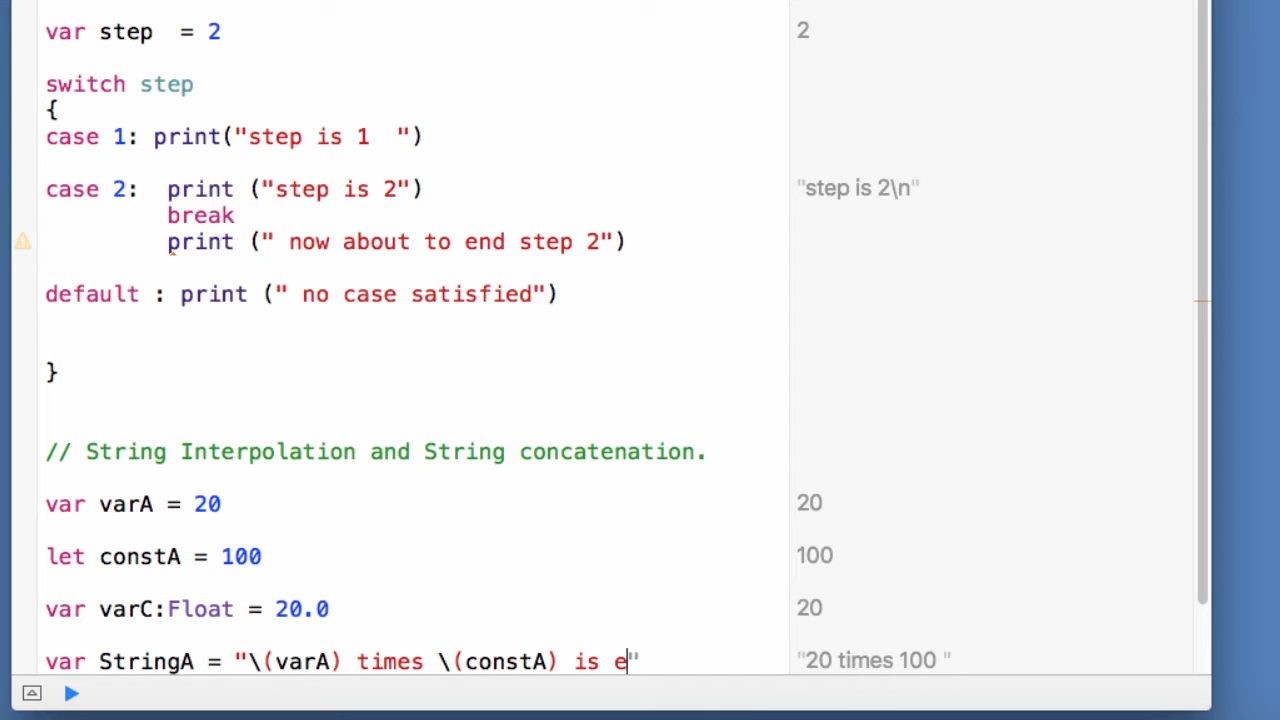 var step  = 2 2
switch step
{
case 1: print("step is 1  ")
case 2:  print ("step is 2") "step is 2\n"
break
print (" now about to end step 2")
default : print (" no case satisfied")
}
// String Interpolation and String concatenation.
var varA = 20 20
let constA = 100 100
var varC:Float = 20.0 20
var StringA = "\(varA) times \(constA) is e" "20 times 100 "